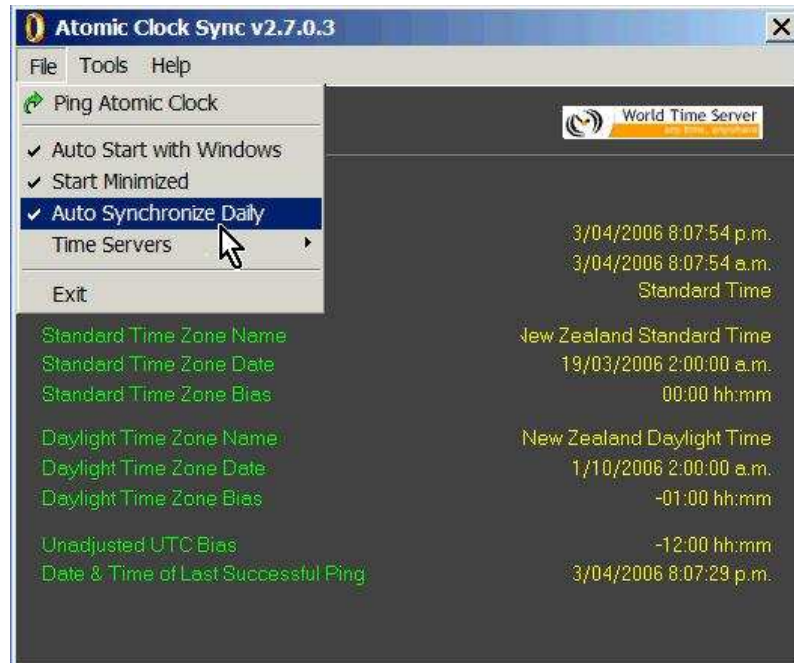 Atomic Clock Sync v2.7.0.3
File Tools Help
Ping Atomic Clock
World Time Server
Auto Start with Windows
Start Minimized
Auto Synchronize Daily
Time Servers
Exit
3/04/2006 8:07:54 p.m.
3/04/2006 8:07:54 a.m.
Standard Time
Standard Time Zone Name New Zealand Standard Time
Standard Time Zone Date 19/03/2006 2:00:00 a.m.
Standard Time Zone Bias 00:00 hh:mm
Daylight Time Zone Name New Zealand Daylight Time
Daylight Time Zone Date 1/10/2006 2:00:00 a.m.
Daylight Time Zone Bias -01:00 hh:mm
Unadjusted UTC Bias -12:00 hh:mm
Date & Time of Last Successful Ping 3/04/2006 8:07:29 p.m.